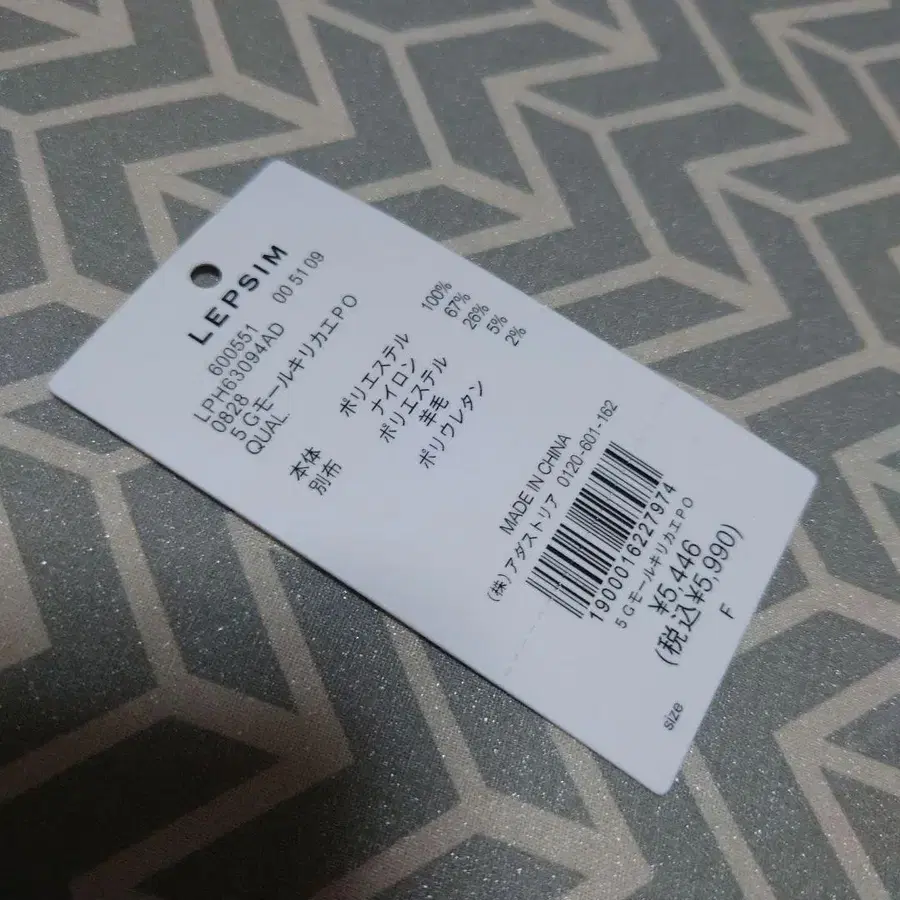 LEPSIM
600551 00 51 09
LPH63094AD
0828
5GモールキリカエPO
QUAL.
本体 ポリエステル 100%
別布 ナイロン 67%
ポリエステル 26%
羊毛 5%
ポリウレタン 2%
MADE IN CHINA
(株)アダストリア 0120-601-162
1900016227974
5GモールキリカエPO
¥5,446
(税込¥5,990)
size F